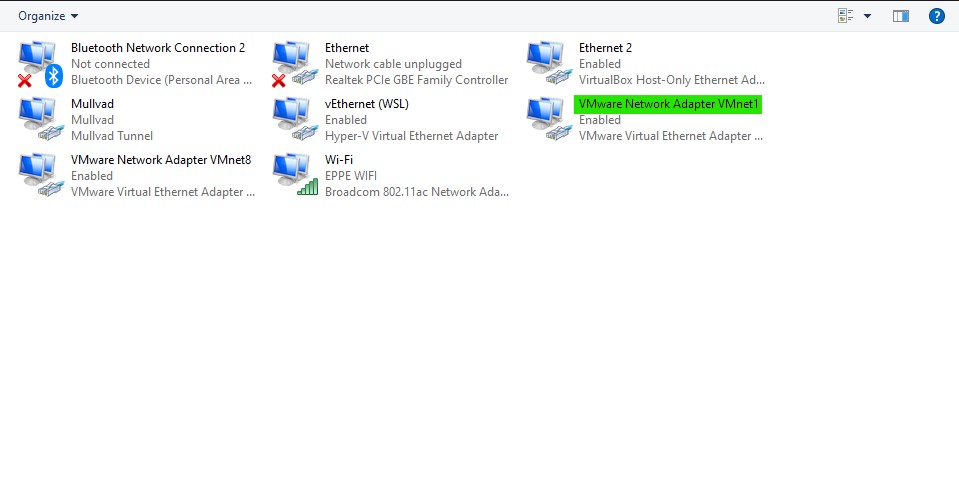 Organize
Bluetooth Network Connection 2
Not connected
Bluetooth Device (Personal Area ...
Ethernet
Network cable unplugged
Realtek PCIe GBE Family Controller
Ethernet 2
Enabled
VirtualBox Host-Only Ethernet Ad...
Mullvad
Mullvad
Mullvad Tunnel
vEthernet (WSL)
Enabled
Hyper-V Virtual Ethernet Adapter
VMware Network Adapter VMnet1
Enabled
VMware Virtual Ethernet Adapter ...
VMware Network Adapter VMnet8
Enabled
VMware Virtual Ethernet Adapter ...
Wi-Fi
EPPE WIFI
Broadcom 802.11ac Network Ada...